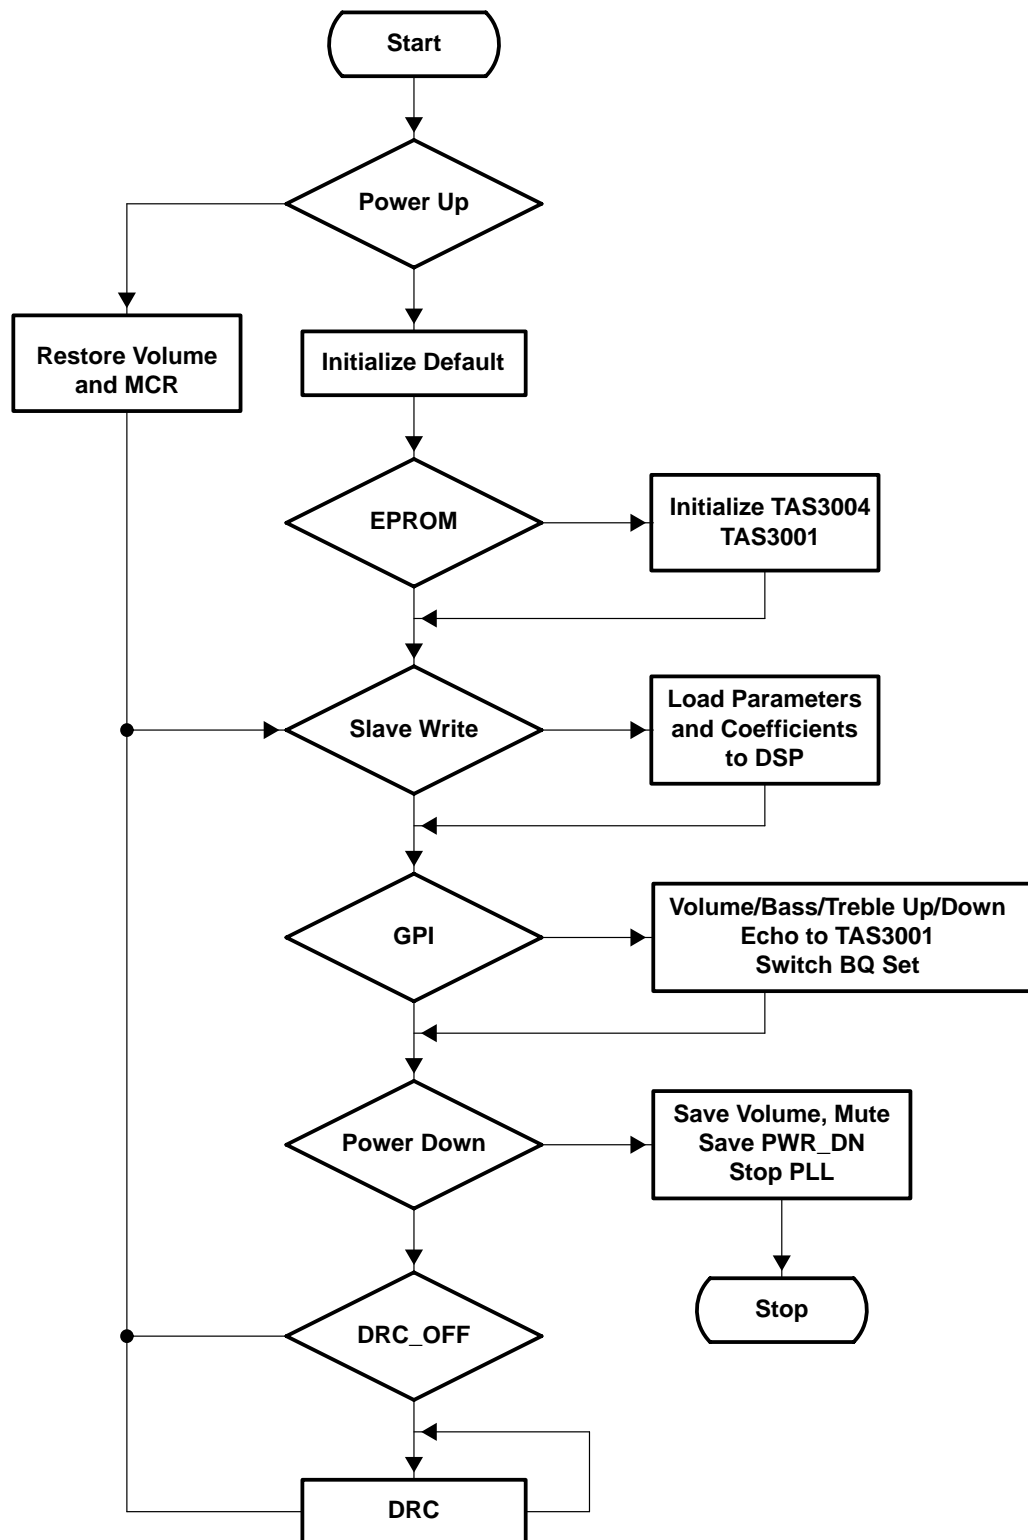 Start
Power Up
Restore Volume
and MCR
Initialize Default
EPROM
Initialize TAS3004
TAS3001
Slave Write
Load Parameters
and Coefficients
to DSP
GPI
Volume/Bass/Treble Up/Down
Echo to TAS3001
Switch BQ Set
Power Down
Save Volume, Mute
Save PWR_DN
Stop PLL
Stop
DRC_OFF
DRC